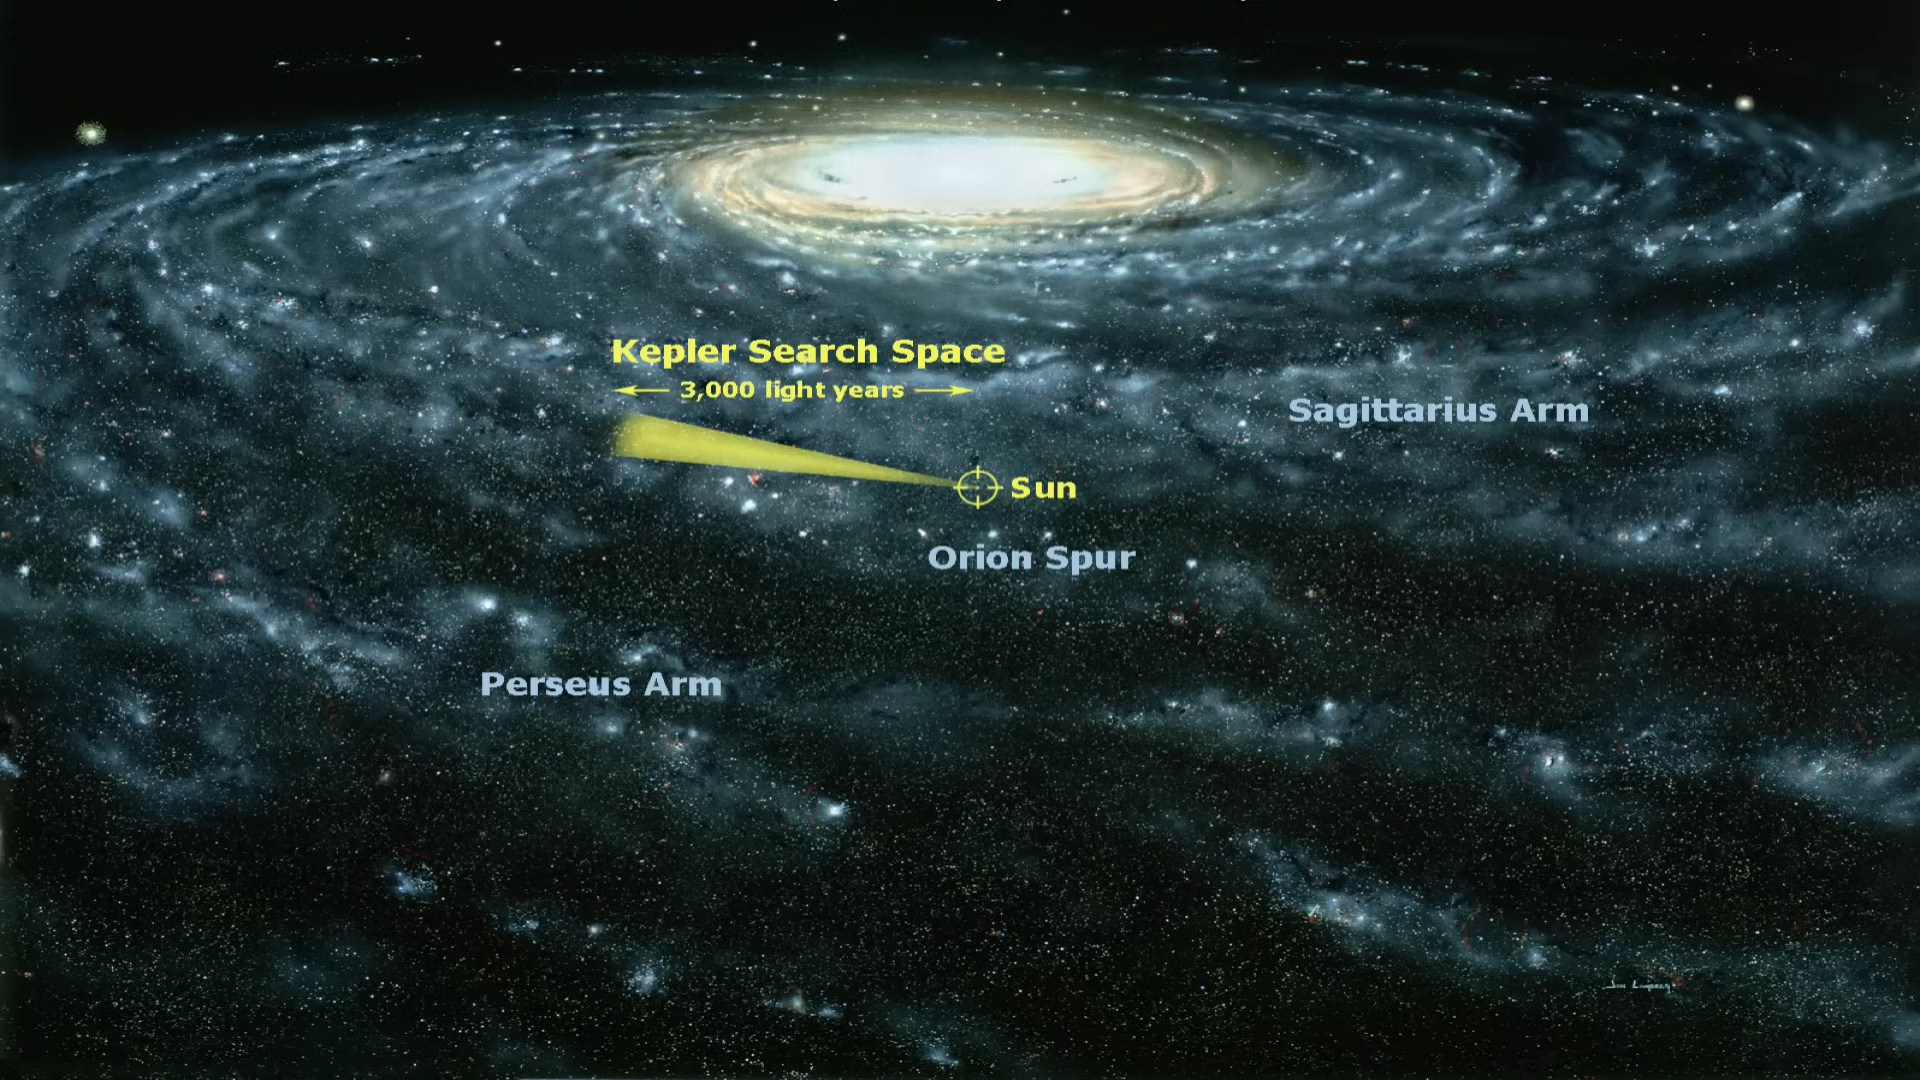 Kepler Search Space
3,000 light years
Sagittarius Arm
Sun
Orion Spur
Perseus Arm